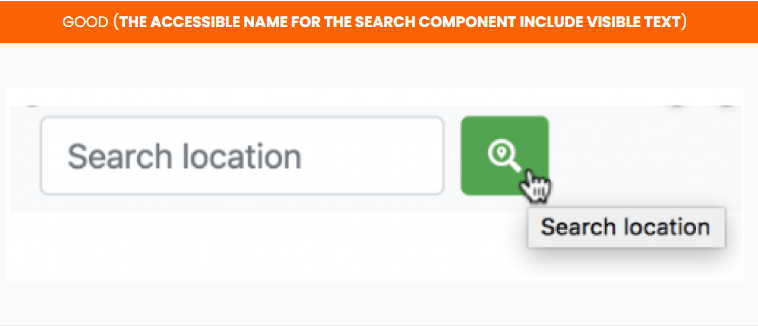 GOOD (THE ACCESSIBLE NAME FOR THE SEARCH COMPONENT INCLUDE VISIBLE TEXT)
Search location
Search location